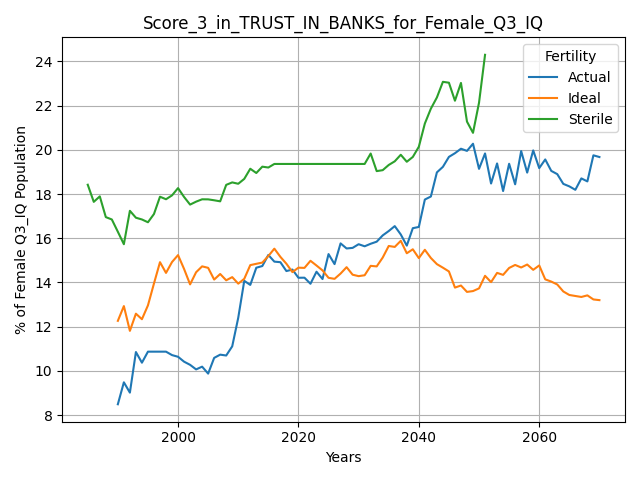 Score_3_in_TRUST_IN_BANKS_for_Female_Q3_IQ
% of Female Q3_IQ Population
24
22
20
18
16
14
12
10
8
Fertility
Actual
Ideal
Sterile
2000
2020
2040
2060
Years